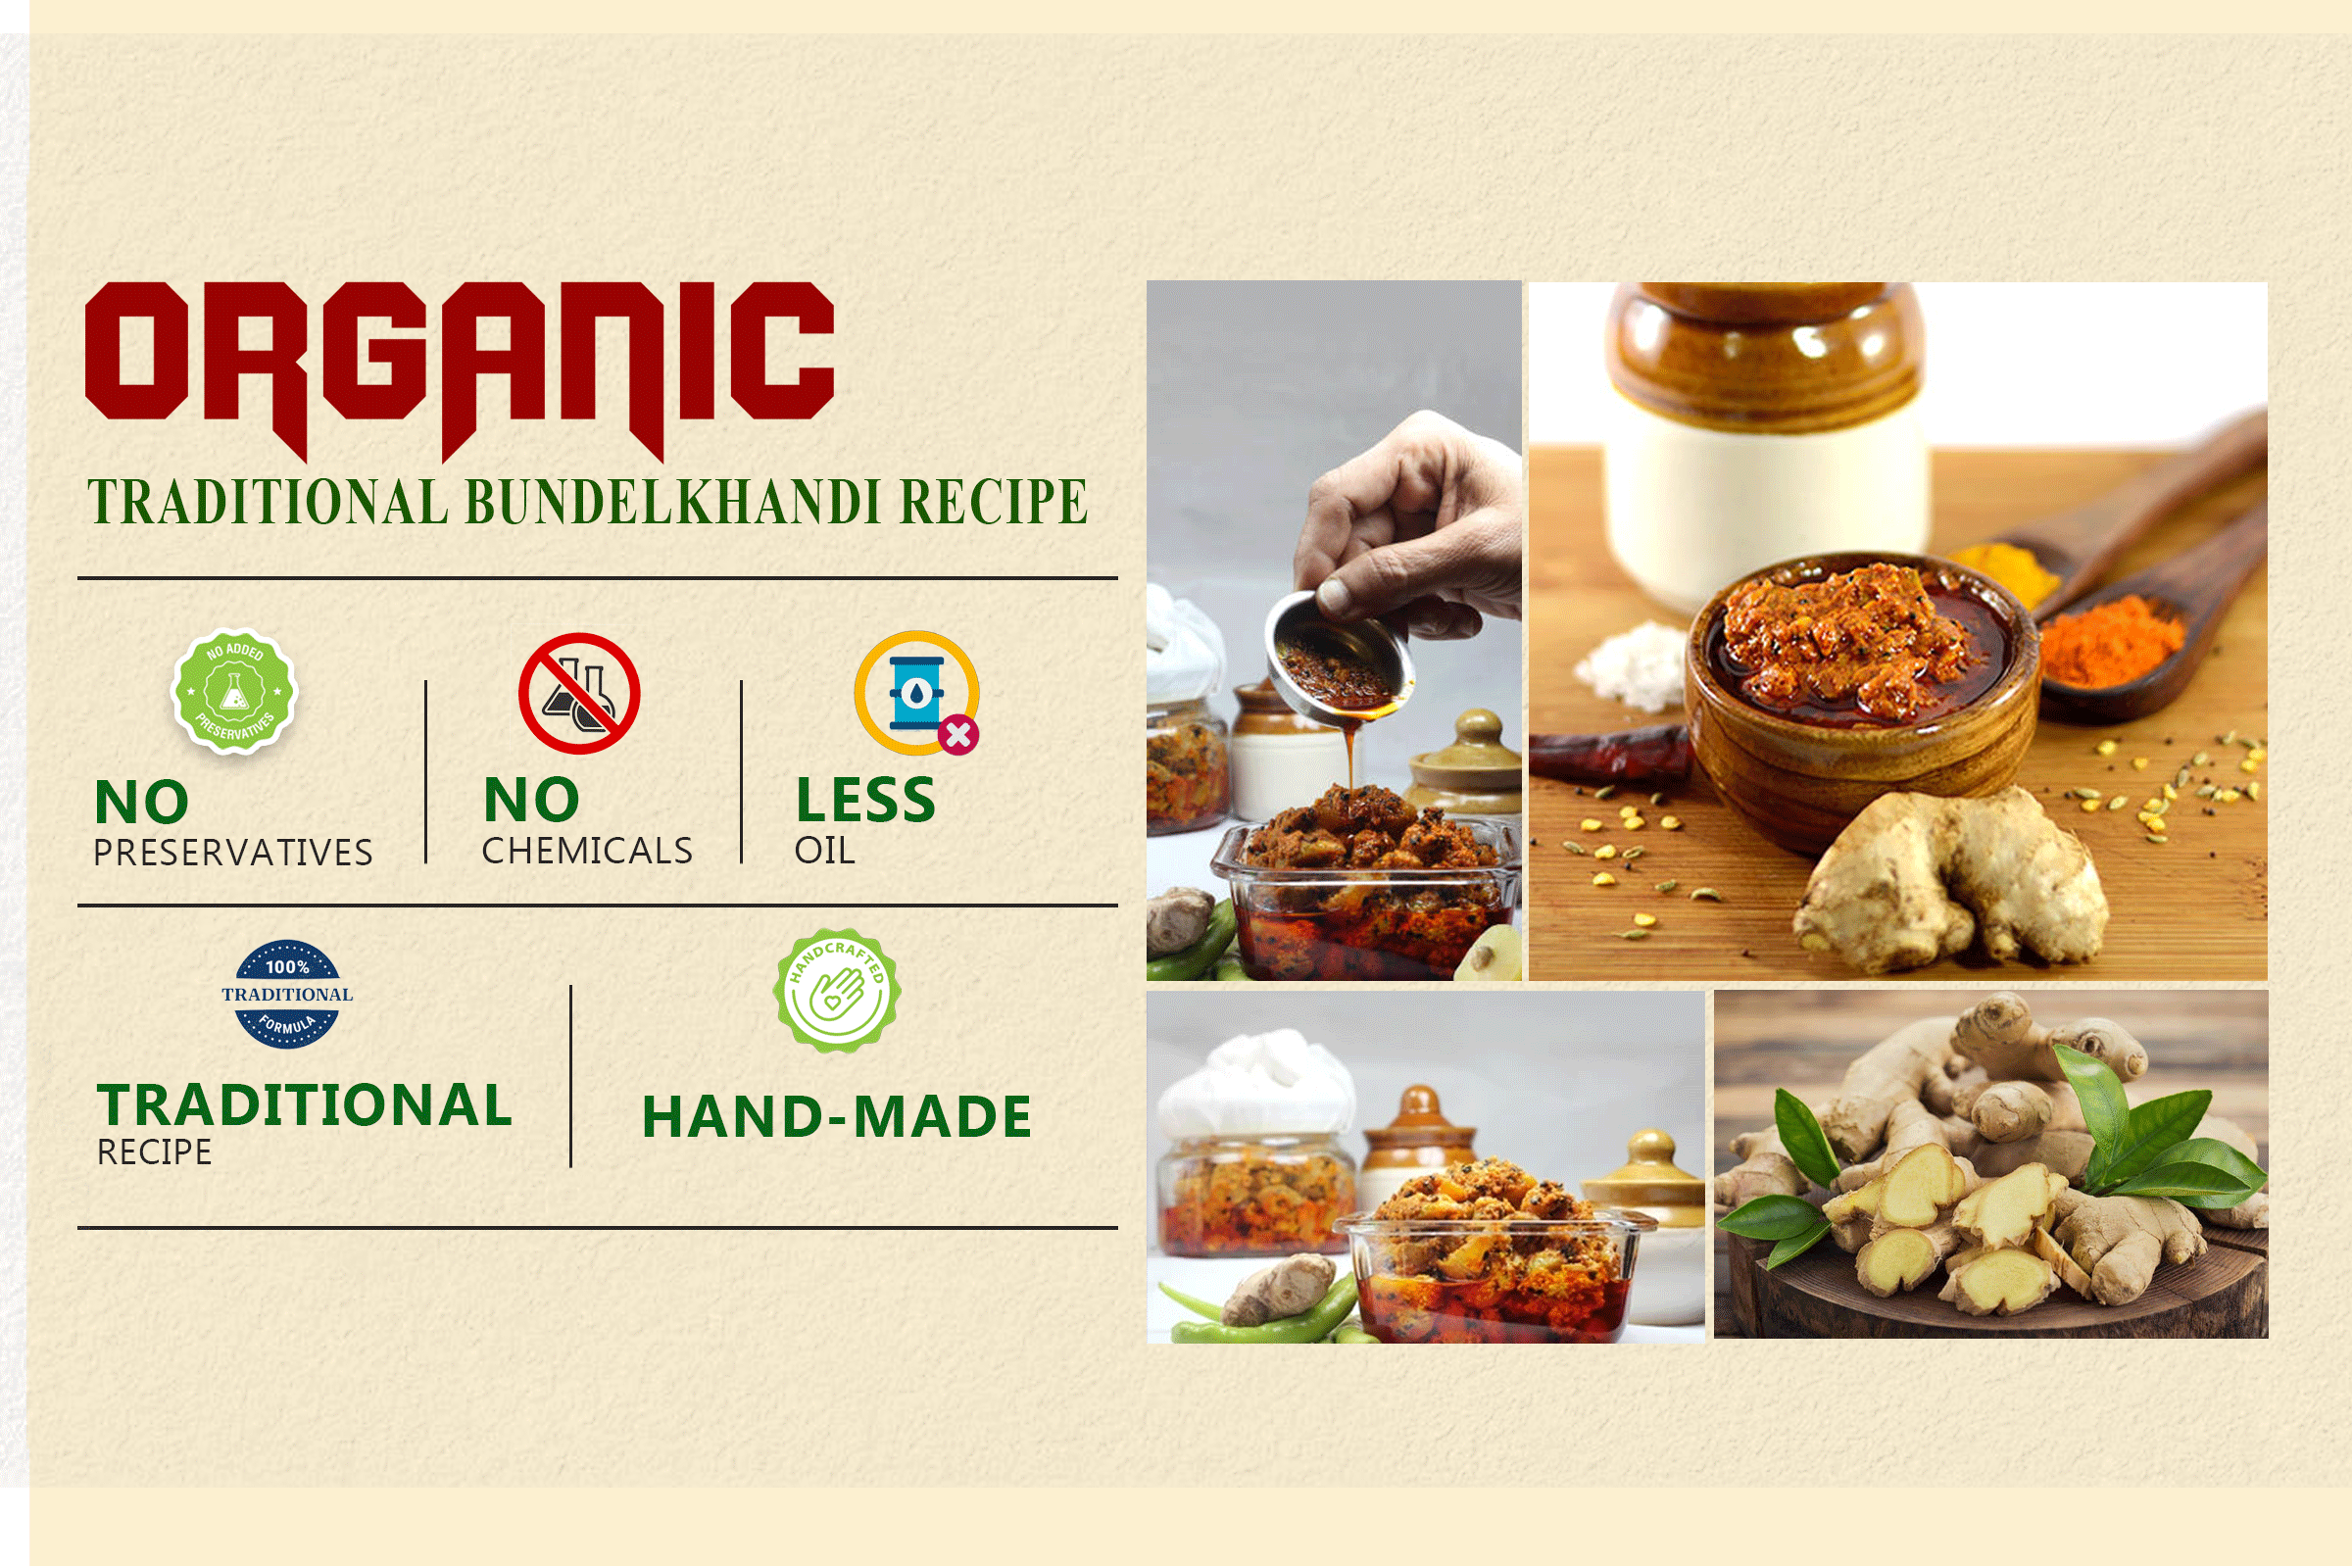 ORGANIC
TRADITIONAL BUNDELKHANDI RECIPE
NO ADDED
PRESERVATIVES
NO
PRESERVATIVES
NO
CHEMICALS
LESS
OIL
100%
TRADITIONAL
FORMULA
TRADITIONAL
RECIPE
HANDCRAFTED
HAND-MADE